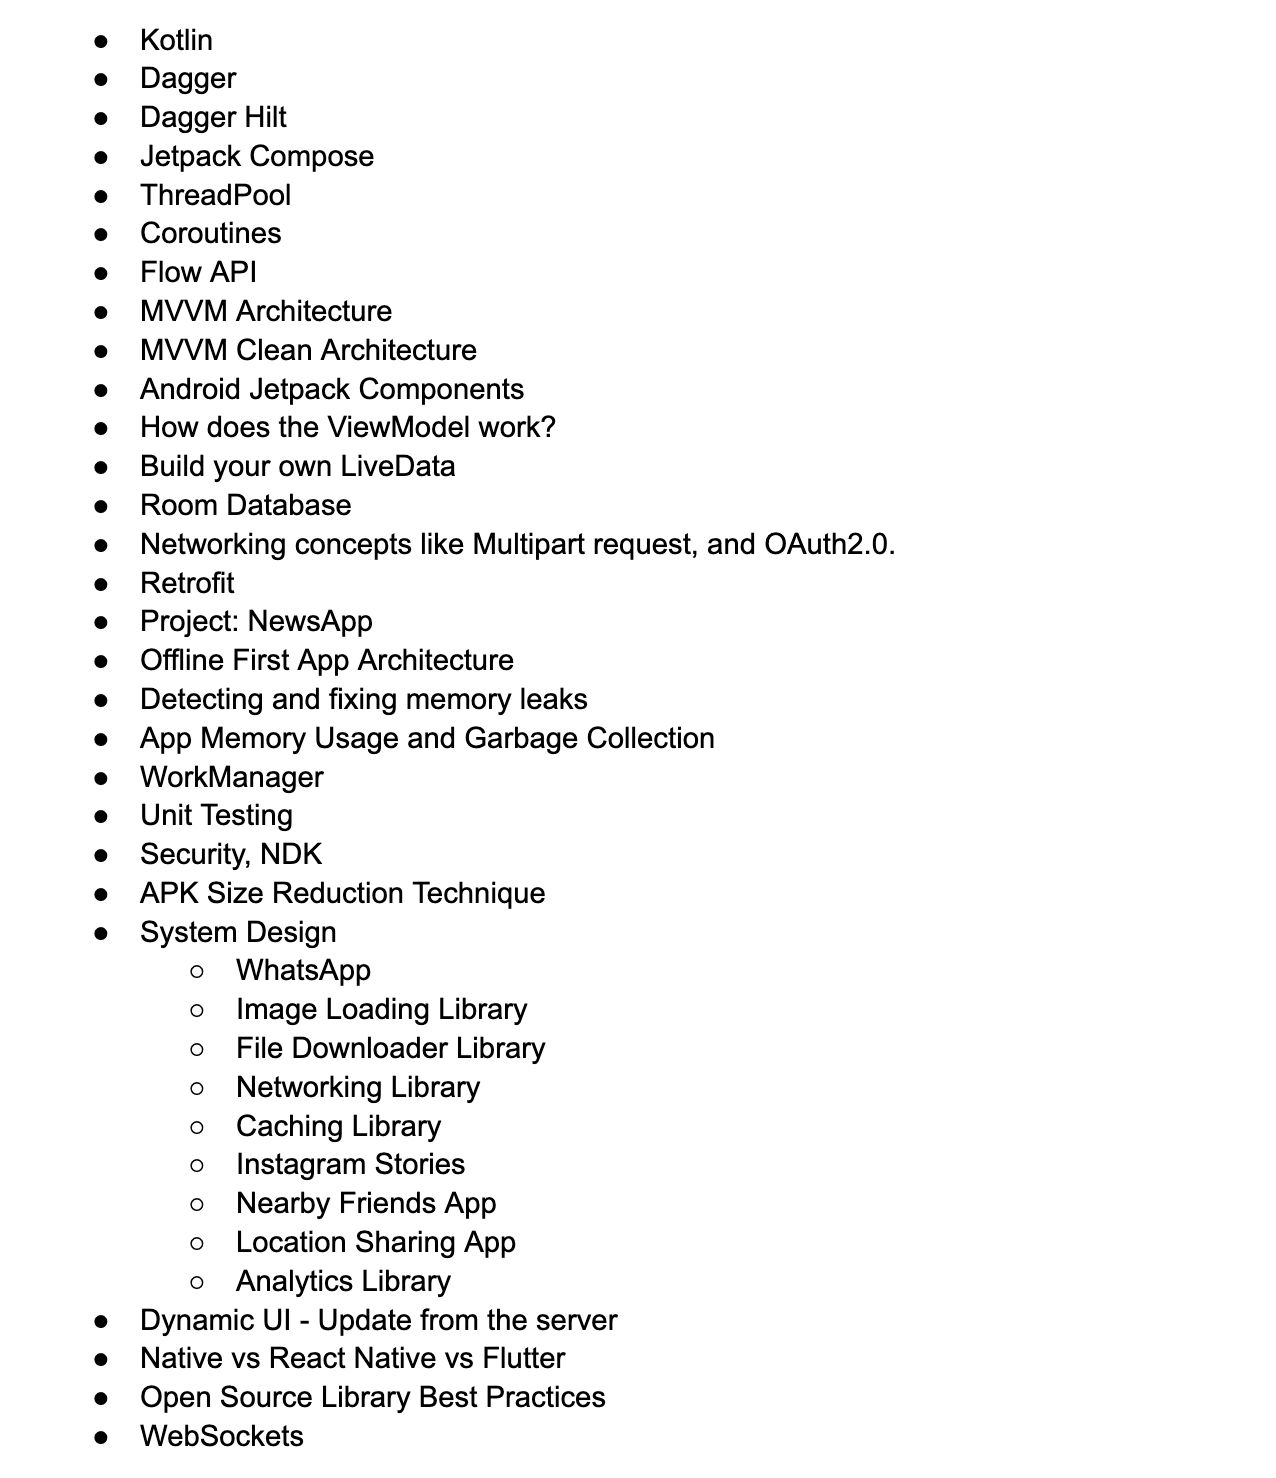 ● Kotlin
● Dagger
● Dagger Hilt
● Jetpack Compose
● ThreadPool
● Coroutines
● Flow API
● MVVM Architecture
● MVVM Clean Architecture
● Android Jetpack Components
● How does the ViewModel work?
● Build your own LiveData
● Room Database
● Networking concepts like Multipart request, and OAuth2.0.
● Retrofit
● Project: NewsApp
● Offline First App Architecture
● Detecting and fixing memory leaks
● App Memory Usage and Garbage Collection
● WorkManager
● Unit Testing
● Security, NDK
● APK Size Reduction Technique
● System Design
○ WhatsApp
○ Image Loading Library
○ File Downloader Library
○ Networking Library
○ Caching Library
○ Instagram Stories
○ Nearby Friends App
○ Location Sharing App
○ Analytics Library
● Dynamic UI - Update from the server
● Native vs React Native vs Flutter
● Open Source Library Best Practices
● WebSockets